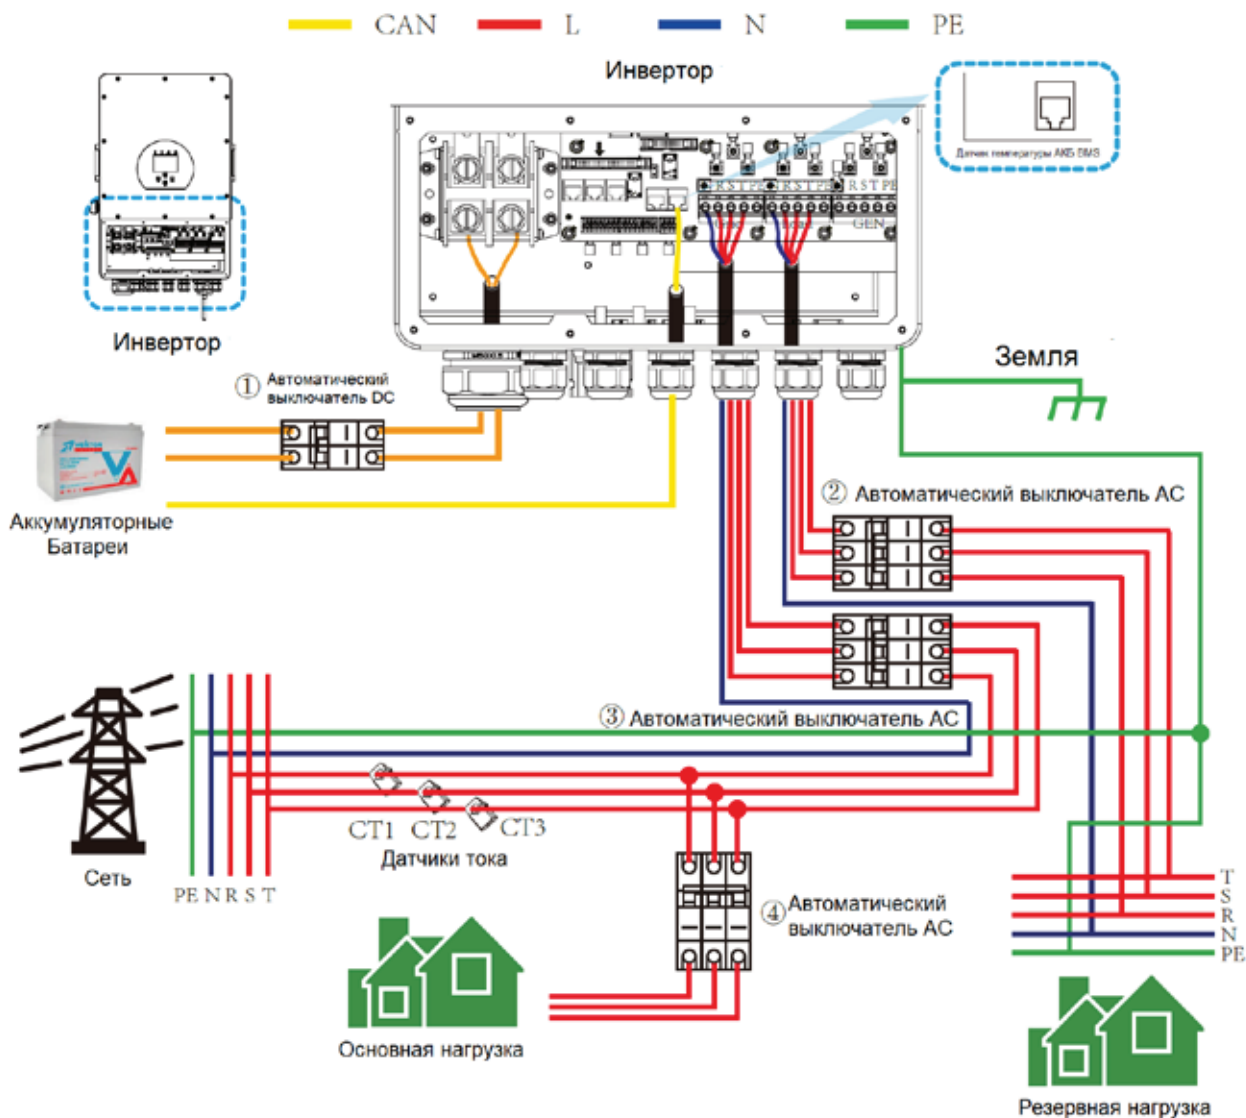 CAN L N PE
Инвертор
Датчик температуры АКБ BMS
R S T PE R S T PE R S T PE
Grid Load GEN
Инвертор
Земля
① Автоматический
выключатель DC
② Автоматический выключатель AC
Аккумуляторные
Батареи
③ Автоматический выключатель AC
CT1 CT2 CT3
Датчики тока
Сеть
PE N R S T
④ Автоматический
выключатель AC
T
S
R
N
PE
Основная нагрузка
Резервная нагрузка